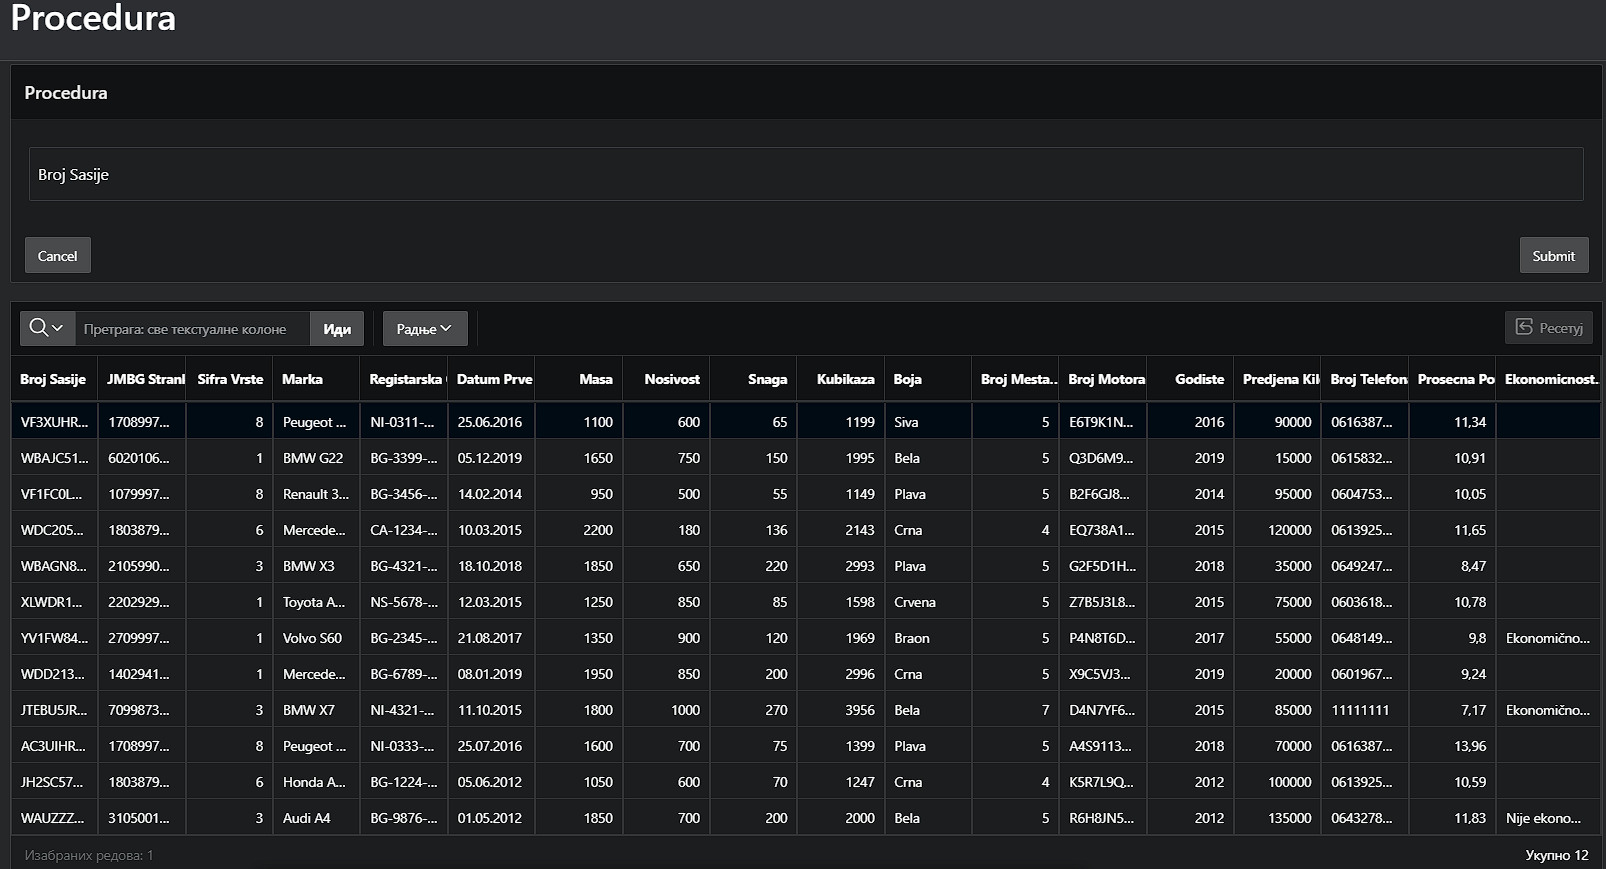 Procedura
Procedura
Broj Sasije
Cancel Submit
Претрага: све текстуалне колоне Иди Радње Ресетуј
Broj Sasije JMBG Stranl Sifra Vrste Marka Registarska Datum Prve Masa Nosivost Snaga Kubikaza Boja Broj Mesta... Broj Motora Godiste Predjena Kil Broj Telefon Prosecna Po Ekonomicnost...
VF3XUHR... 1708997... 8 Peugeot ... NI-0311-... 25.06.2016 1100 600 65 1199 Siva 5 E6T9K1N... 2016 90000 0616387... 11,34
WBAJC51... 6020106... 1 BMW G22 BG-3399-... 05.12.2019 1650 750 150 1995 Bela 5 Q3D6M9... 2019 15000 0615832... 10,91
VF1FC0L... 1079997... 8 Renault 3... BG-3456-... 14.02.2014 950 500 55 1149 Plava 5 B2F6GJ8... 2014 95000 0604753... 10,05
WDC205... 1803879... 6 Mercede... CA-1234-... 10.03.2015 2200 180 136 2143 Crna 4 EQ738A1... 2015 120000 0613925... 11,65
WBAGN8... 2105990... 3 BMW X3 BG-4321-... 18.10.2018 1850 650 220 2993 Plava 5 G2F5D1H... 2018 35000 0649247... 8,47
XLWDR1... 2202929... 1 Toyota A... NS-5678-... 12.03.2015 1250 850 85 1598 Crvena 5 Z7B5J3L8... 2015 75000 0603618... 10,78
YV1FW84... 2709997... 1 Volvo S60 BG-2345-... 21.08.2017 1350 900 120 1969 Braon 5 P4N8T6D... 2017 55000 0648149... 9,8 Ekonomično...
WDD213... 1402941... 1 Mercede... BG-6789-... 08.01.2019 1950 850 200 2996 Crna 5 X9C5VJ3... 2019 20000 0601967... 9,24
JTEBU5JR... 7099873... 3 BMW X7 NI-4321-... 11.10.2015 1800 1000 270 3956 Bela 7 D4N7YF6... 2015 85000 11111111 7,17 Ekonomično...
AC3UIHR... 1708997... 8 Peugeot ... NI-0333-... 25.07.2016 1600 700 75 1399 Plava 5 A4S9113... 2018 70000 0616387... 13,96
JH2SC57... 1803879... 6 Honda A... BG-1224-... 05.06.2012 1050 600 70 1247 Crna 4 K5R7L9Q... 2012 100000 0613925... 10,59
WAUZZZ... 3105001... 3 Audi A4 BG-9876-... 01.05.2012 1850 700 200 2000 Bela 5 R6H8JN5... 2012 135000 0643278... 11,83 Nije ekono...
Изабраних редова: 1 Укупно 12